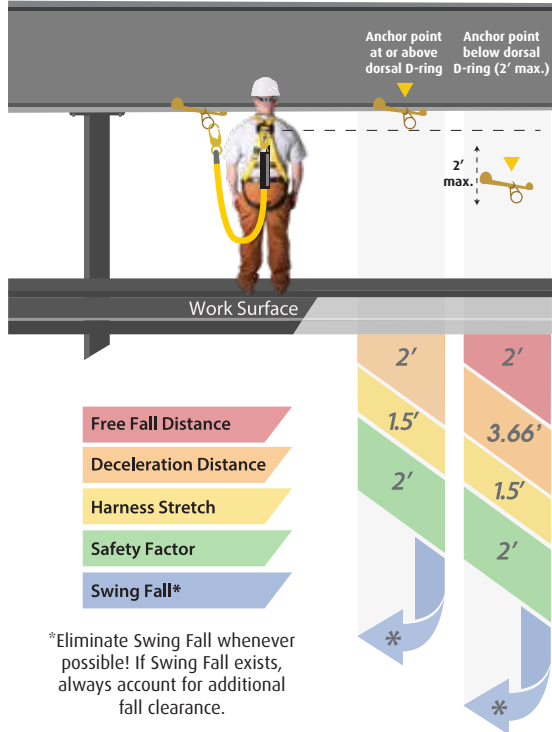 Anchor point
at or above
dorsal D-ring
Anchor point
below dorsal
D-ring (2' max.)
2'
max.
Work Surface
2'
1.5'
2'
2'
3.66'
1.5'
2'
Free Fall Distance
Deceleration Distance
Harness Stretch
Safety Factor
Swing Fall*
*
*
*Eliminate Swing Fall whenever
possible! If Swing Fall exists,
always account for additional
fall clearance.